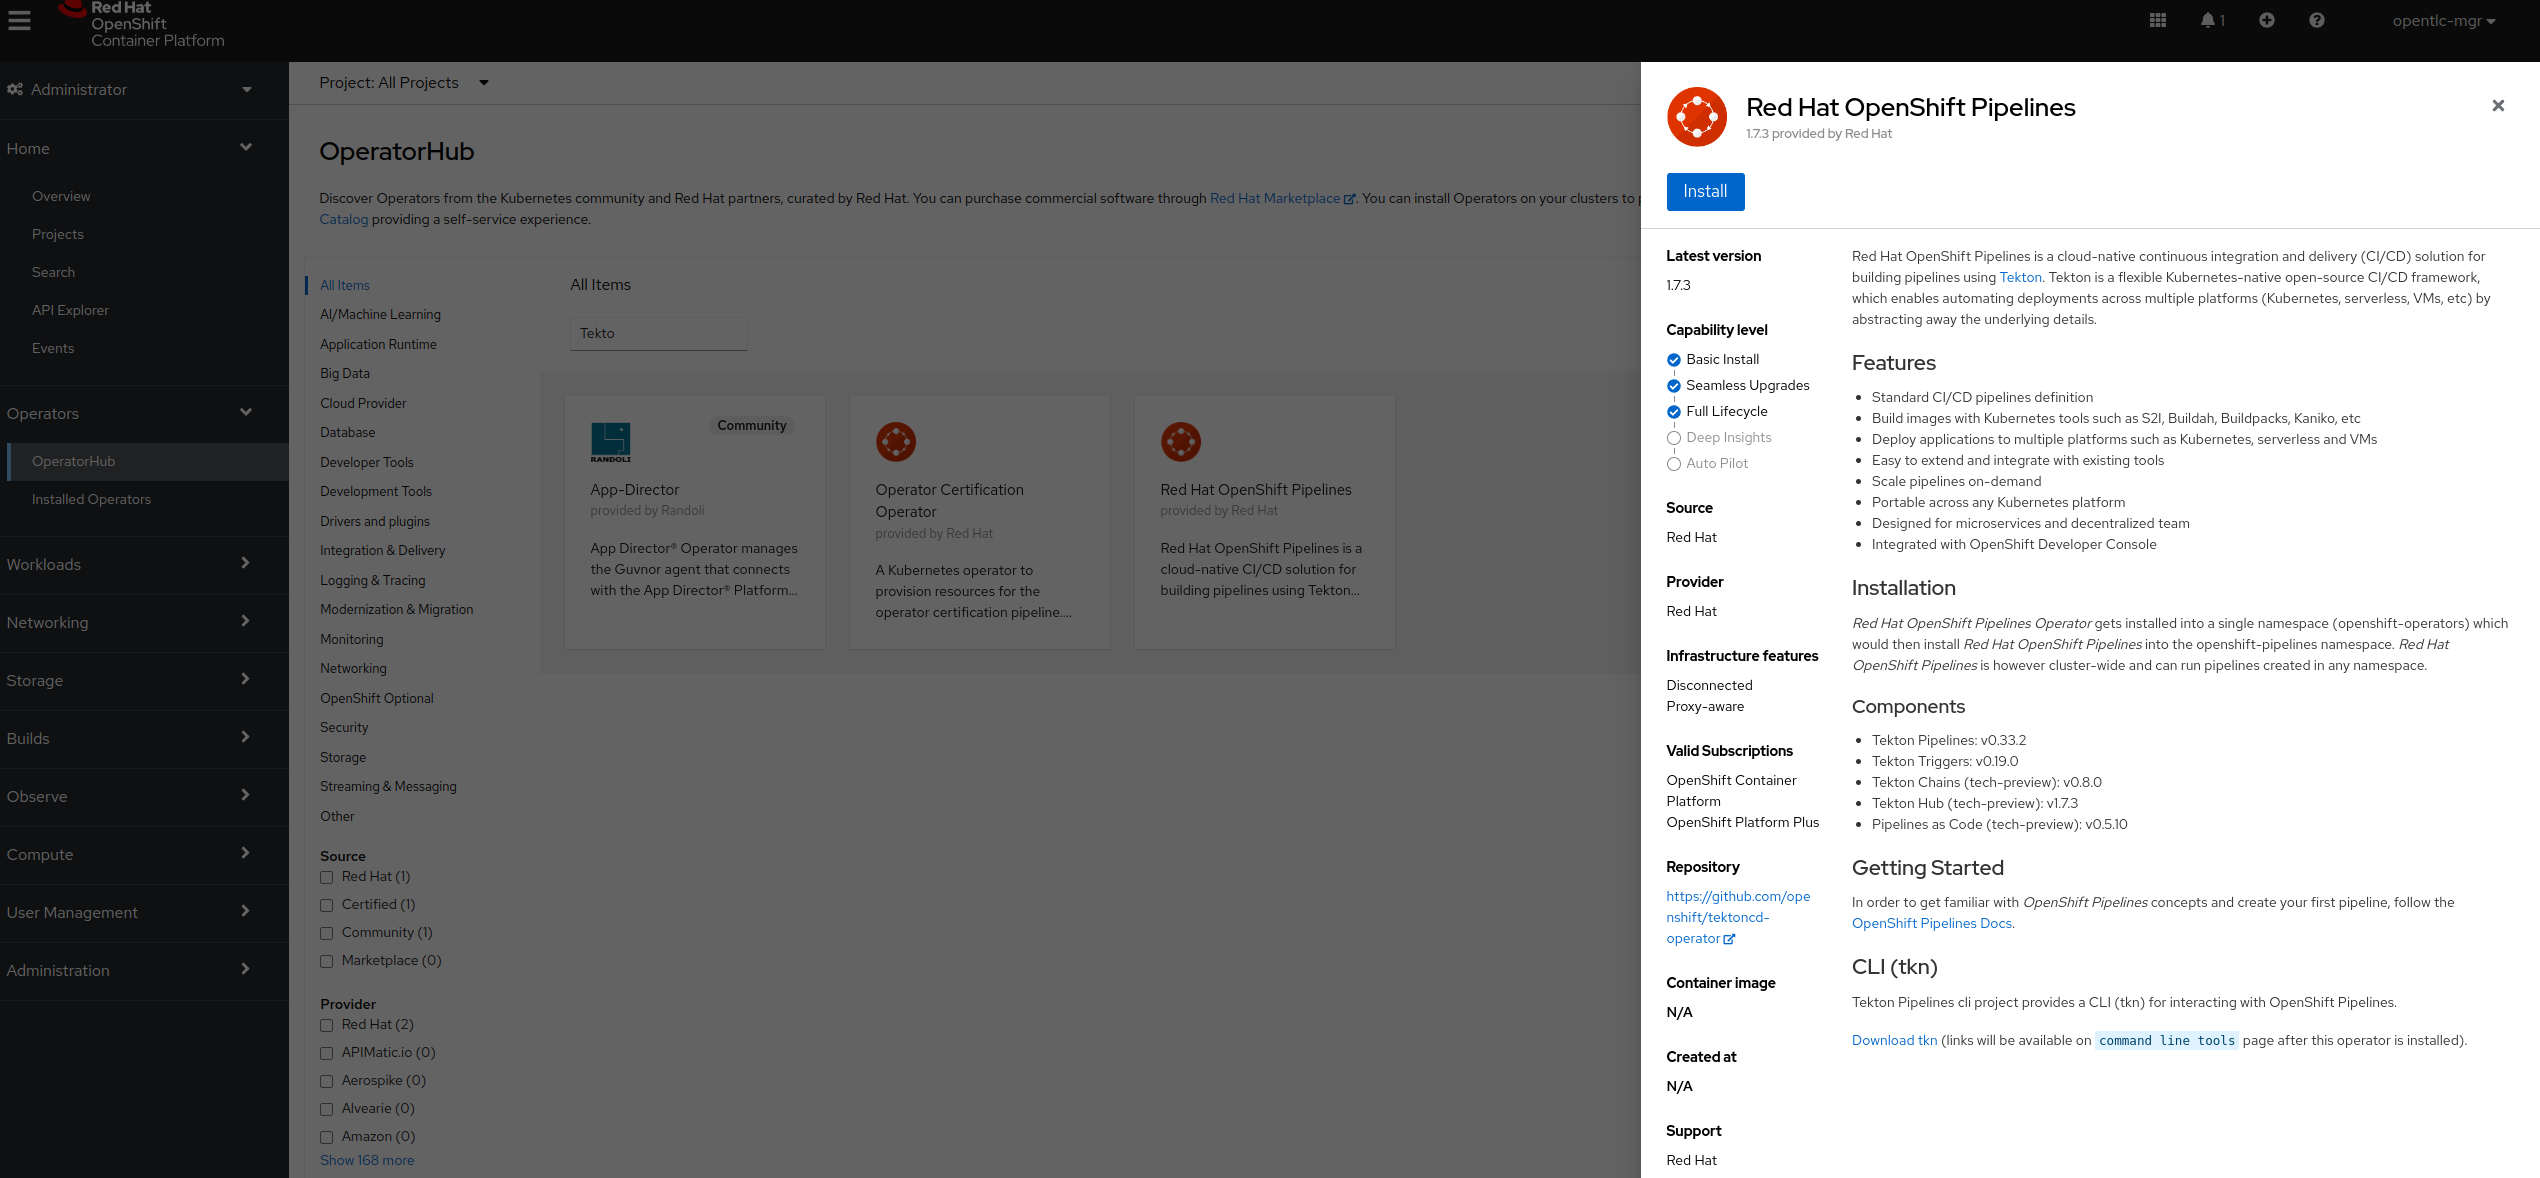 Red Hat
OpenShift
Container Platform
1
opentlc-mgr
Administrator
Home
Overview
Projects
Search
API Explorer
Events
Operators
OperatorHub
Installed Operators
Workloads
Networking
Storage
Builds
Observe
Compute
User Management
Administration
Project: All Projects
OperatorHub
Discover Operators from the Kubernetes community and Red Hat partners, curated by Red Hat. You can purchase commercial software through Red Hat Marketplace. You can install Operators on your clusters to
Catalog providing a self-service experience.
All Items
AI/Machine Learning
Application Runtime
Big Data
Cloud Provider
Database
Developer Tools
Development Tools
Drivers and plugins
Integration & Delivery
Logging & Tracing
Modernization & Migration
Monitoring
Networking
OpenShift Optional
Security
Storage
Streaming & Messaging
Other
Source
Red Hat (1)
Certified (1)
Community (1)
Marketplace (0)
Provider
Red Hat (2)
APIMatic.io (0)
Aerospike (0)
Alvearie (0)
Amazon (0)
Show 168 more
All Items
Tekto
RANDOLI
Community
App-Director
provided by Randoli
App Director® Operator manages
the Guvnor agent that connects
with the App Director® Platform...
Operator Certification
Operator
provided by Red Hat
A Kubernetes operator to
provision resources for the
operator certification pipeline....
Red Hat OpenShift Pipelines
provided by Red Hat
Red Hat OpenShift Pipelines is a
cloud-native CI/CD solution for
building pipelines using Tekton...
Red Hat OpenShift Pipelines
1.7.3 provided by Red Hat
Install
Latest version
1.7.3
Capability level
Basic Install
Seamless Upgrades
Full Lifecycle
Deep Insights
Auto Pilot
Source
Red Hat
Provider
Red Hat
Infrastructure features
Disconnected
Proxy-aware
Valid Subscriptions
OpenShift Container
Platform
OpenShift Platform Plus
Repository
https://github.com/ope
nshift/tektoncd-
operator
Container image
N/A
Created at
N/A
Support
Red Hat
Red Hat OpenShift Pipelines is a cloud-native continuous integration and delivery (CI/CD) solution for
building pipelines using Tekton. Tekton is a flexible Kubernetes-native open-source CI/CD framework,
which enables automating deployments across multiple platforms (Kubernetes, serverless, VMs, etc) by
abstracting away the underlying details.
Features
Standard CI/CD pipelines definition
Build images with Kubernetes tools such as S2I, Buildah, Buildpacks, Kaniko, etc
Deploy applications to multiple platforms such as Kubernetes, serverless and VMs
Easy to extend and integrate with existing tools
Scale pipelines on-demand
Portable across any Kubernetes platform
Designed for microservices and decentralized team
Integrated with OpenShift Developer Console
Installation
Red Hat OpenShift Pipelines Operator gets installed into a single namespace (openshift-operators) which
would then install Red Hat OpenShift Pipelines into the openshift-pipelines namespace. Red Hat
OpenShift Pipelines is however cluster-wide and can run pipelines created in any namespace.
Components
Tekton Pipelines: v0.33.2
Tekton Triggers: v0.19.0
Tekton Chains (tech-preview): v0.8.0
Tekton Hub (tech-preview): v1.7.3
Pipelines as Code (tech-preview): v0.5.10
Getting Started
In order to get familiar with OpenShift Pipelines concepts and create your first pipeline, follow the
OpenShift Pipelines Docs.
CLI (tkn)
Tekton Pipelines cli project provides a CLI (tkn) for interacting with OpenShift Pipelines.
Download tkn (links will be available on command line tools page after this operator is installed).